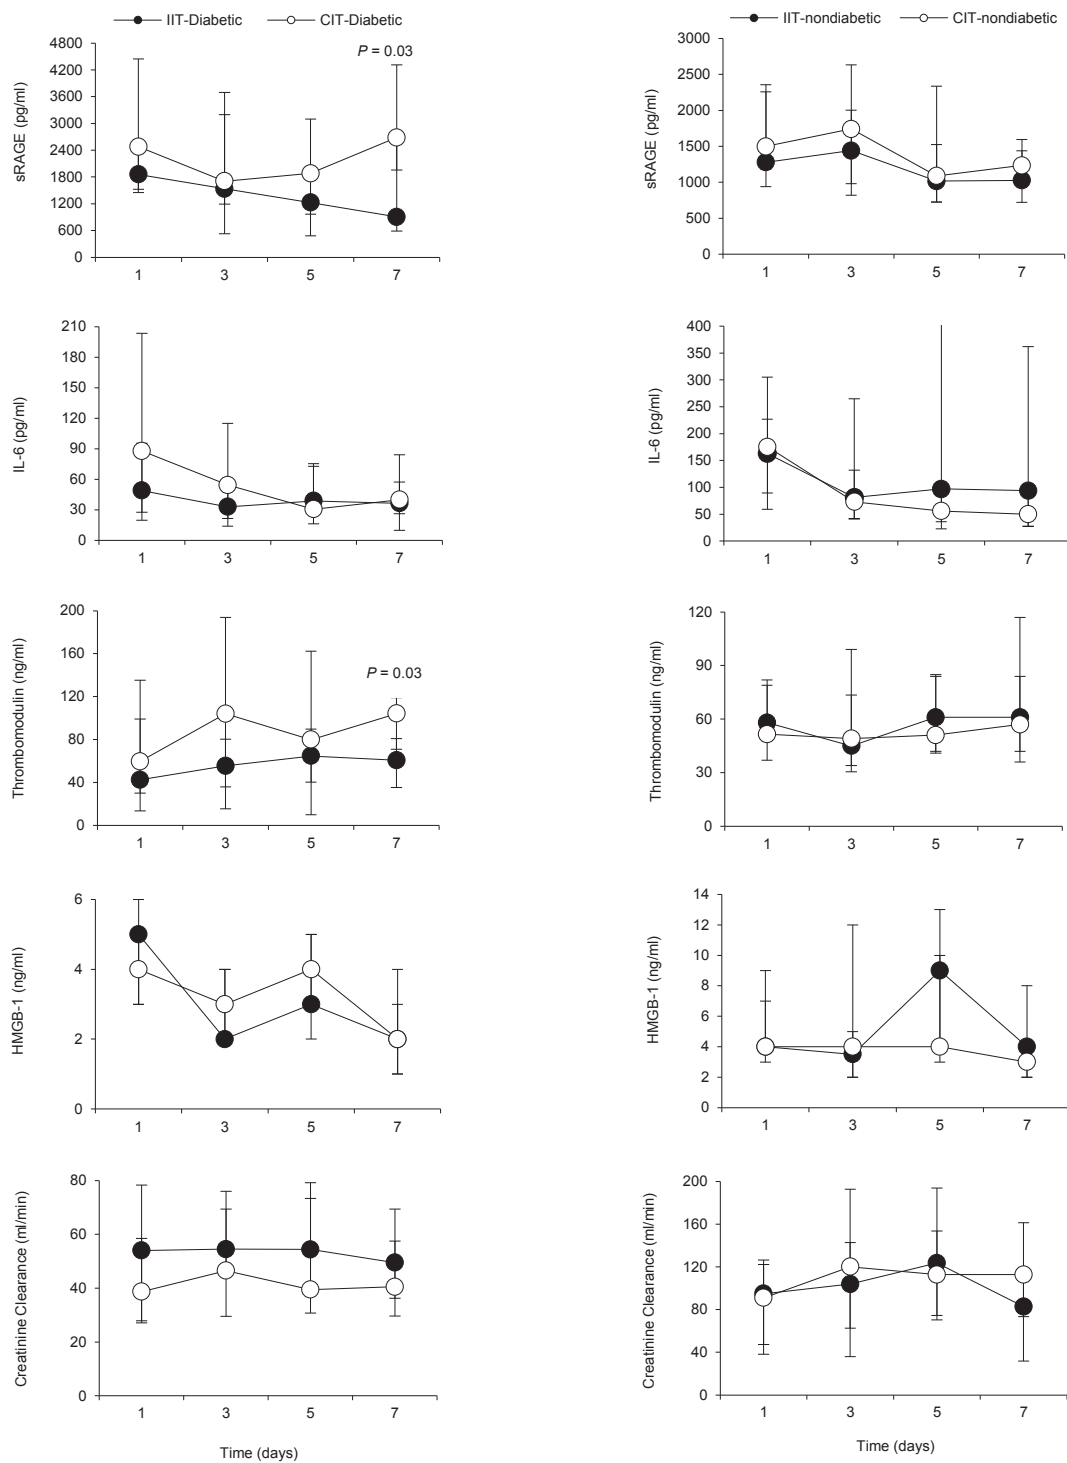 IIT-Diabetic CIT-Diabetic
P = 0.03
sRAGE (pg/ml)
4800
4200
3600
3000
2400
1800
1200
600
0
1 3 5 7
IIT-nondiabetic CIT-nondiabetic
sRAGE (pg/ml)
3000
2500
2000
1500
1000
500
0
1 3 5 7
IL-6 (pg/ml)
210
180
150
120
90
60
30
0
1 3 5 7
IL-6 (pg/ml)
400
350
300
250
200
150
100
50
0
1 3 5 7
Thrombomodulin (ng/ml)
200
160
120
80
40
0
P = 0.03
1 3 5 7
Thrombomodulin (ng/ml)
120
90
60
30
0
1 3 5 7
HMGB-1 (ng/ml)
6
4
2
0
1 3 5 7
HMGB-1 (ng/ml)
14
12
10
8
6
4
2
0
1 3 5 7
Creatinine Clearance (ml/min)
80
60
40
20
0
1 3 5 7
Time (days)
Creatinine Clearance (ml/min)
200
160
120
80
40
0
1 3 5 7
Time (days)